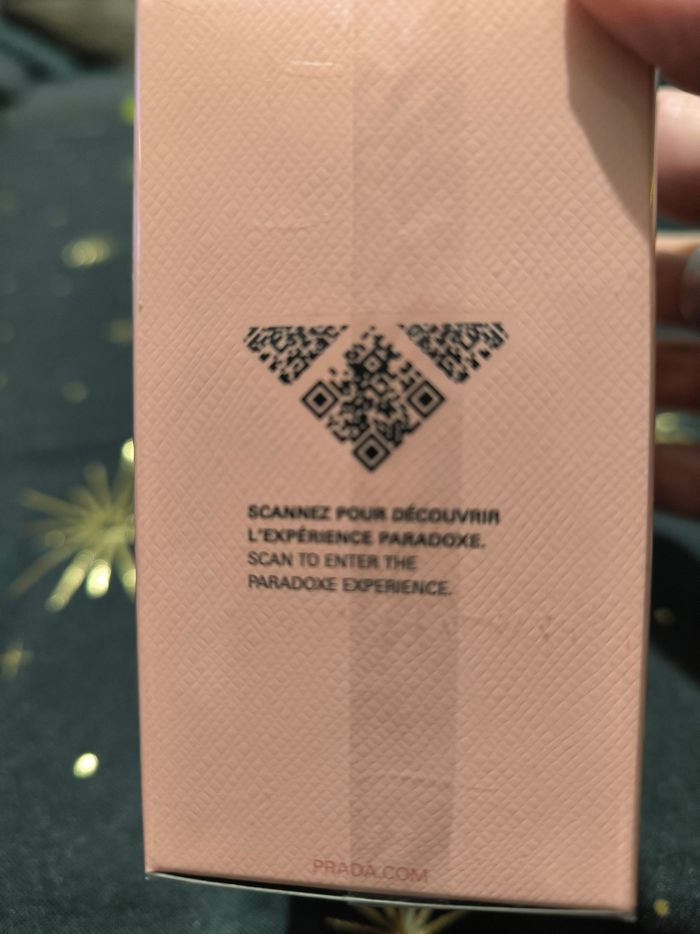 SCANNEZ POUR DÉCOUVRIR
L'EXPÉRIENCE PARADOXE.
SCAN TO ENTER THE
PARADOXE EXPERIENCE.
PRADA.COM